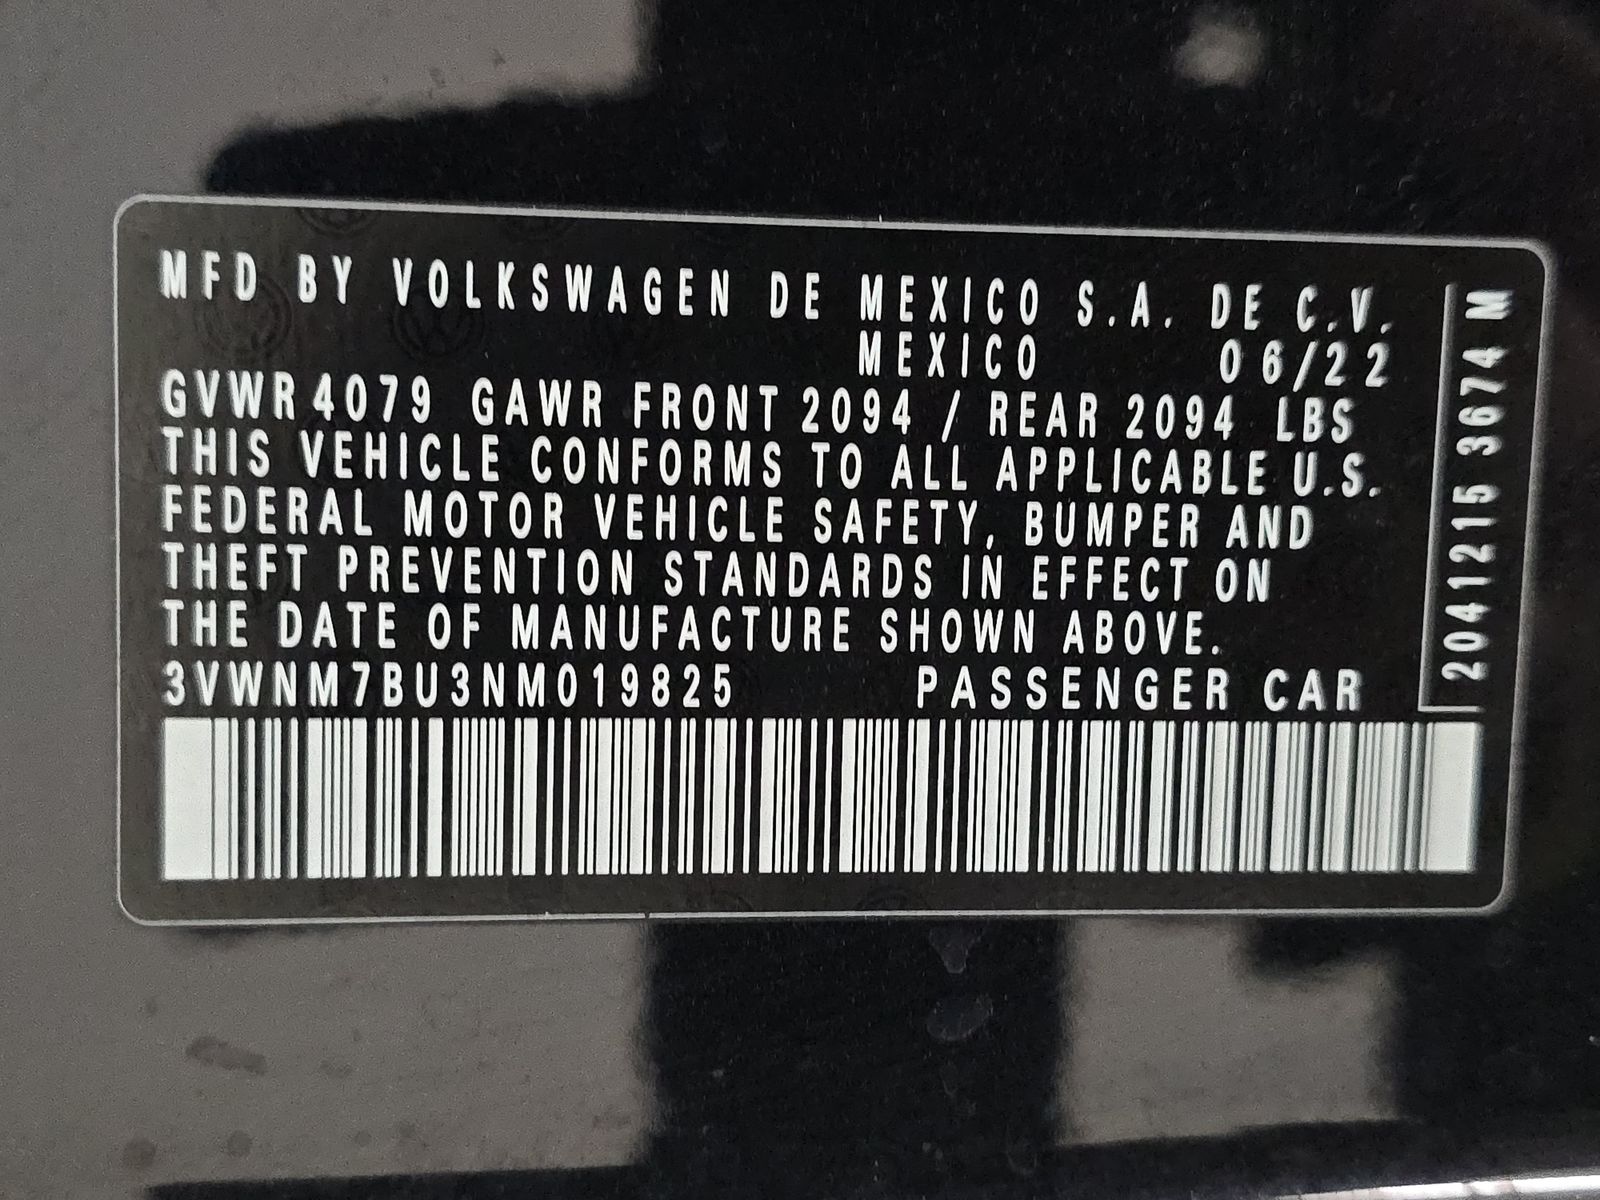 MFD BY VOLKSWAGEN DE MEXICO S.A. DE C.V.
MEXICO 06/22
GVWR 4079 GAWR FRONT 2094 / REAR 2094 LBS
THIS VEHICLE CONFORMS TO ALL APPLICABLE U.S.
FEDERAL MOTOR VEHICLE SAFETY, BUMPER AND
THEFT PREVENTION STANDARDS IN EFFECT ON
THE DATE OF MANUFACTURE SHOWN ABOVE.
3VWNM7BU3NM019825 PASSENGER CAR
2041215 3674 M